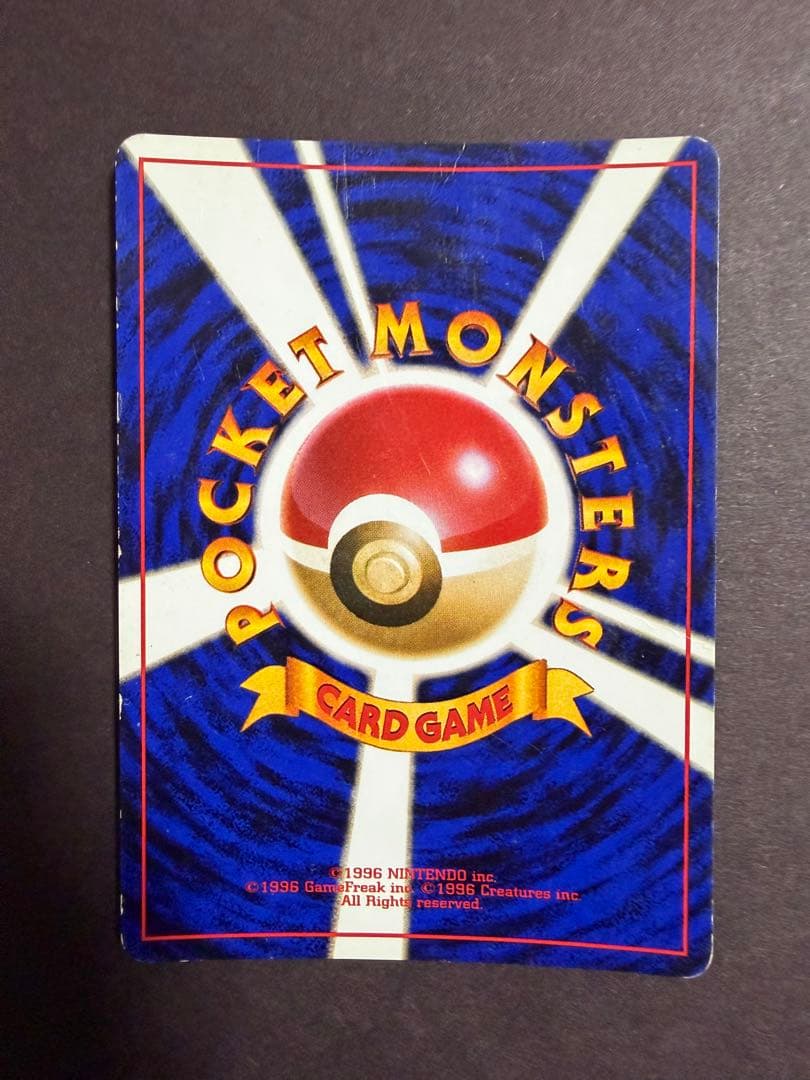 POCKET MONSTERS
CARD GAME
©1996 NINTENDO inc.
©1996 GameFreak inc. ©1996 Creatures inc.
All Rights reserved.